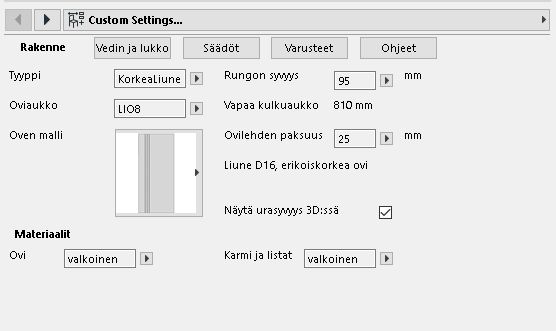 Custom Settings...
Rakenne Vedin ja lukko Säädöt Varusteet Ohjeet
Tyyppi KorkeaLiune Rungon syvyys 95 mm
Oviaukko LIO8 Vapaa kulkuaukko 810 mm
Oven malli Ovilehden paksuus 25 mm
Liune D16, erikoiskorkea ovi
Näytä urasyvyys 3D:ssä
Materiaalit
Ovi valkoinen Karmi ja listat valkoinen